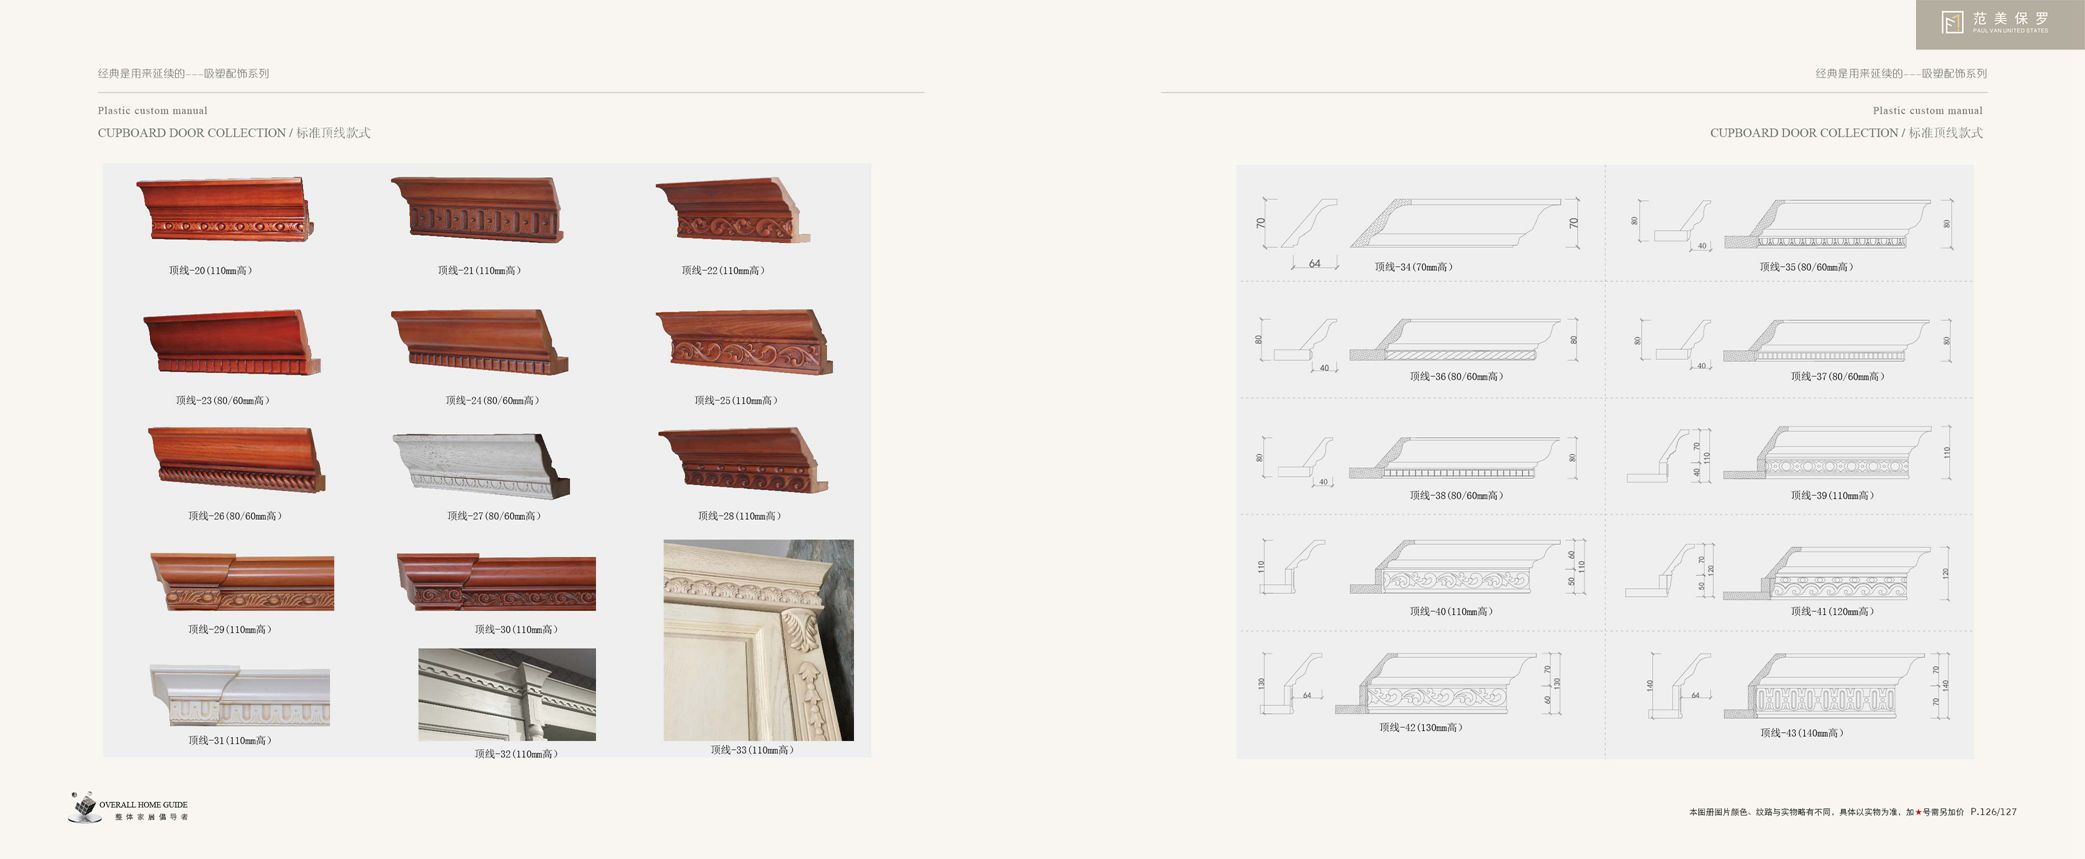 范美保罗
PAUL VAN UNITED STATES
经典是用来延续的---吸塑配饰系列
Plastic custom manual
CUPBOARD DOOR COLLECTION / 标准顶线款式
顶线-20(110mm高)
顶线-21(110mm高)
顶线-22(110mm高)
顶线-23(80/60mm高)
顶线-24(80/60mm高)
顶线-25(110mm高)
顶线-26(80/60mm高)
顶线-27(80/60mm高)
顶线-28(110mm高)
顶线-29(110mm高)
顶线-30(110mm高)
顶线-31(110mm高)
顶线-32(110mm高)
顶线-33(110mm高)
OVERALL HOME GUIDE
整体家居倡导者
经典是用来延续的---吸塑配饰系列
Plastic custom manual
CUPBOARD DOOR COLLECTION / 标准顶线款式
70
70
64
顶线-34(70mm高)
80
40
80
顶线-35(80/60mm高)
80
40
80
顶线-36(80/60mm高)
80
40
80
顶线-37(80/60mm高)
80
40
80
顶线-38(80/60mm高)
70
40
110
110
顶线-39(110mm高)
110
60
50
110
顶线-40(110mm高)
70
50
120
120
顶线-41(120mm高)
130
64
70
60
130
顶线-42(130mm高)
140
64
70
70
140
顶线-43(140mm高)
本图册图片颜色、纹路与实物略有不同，具体以实物为准，加★号需另加价 P.126/127